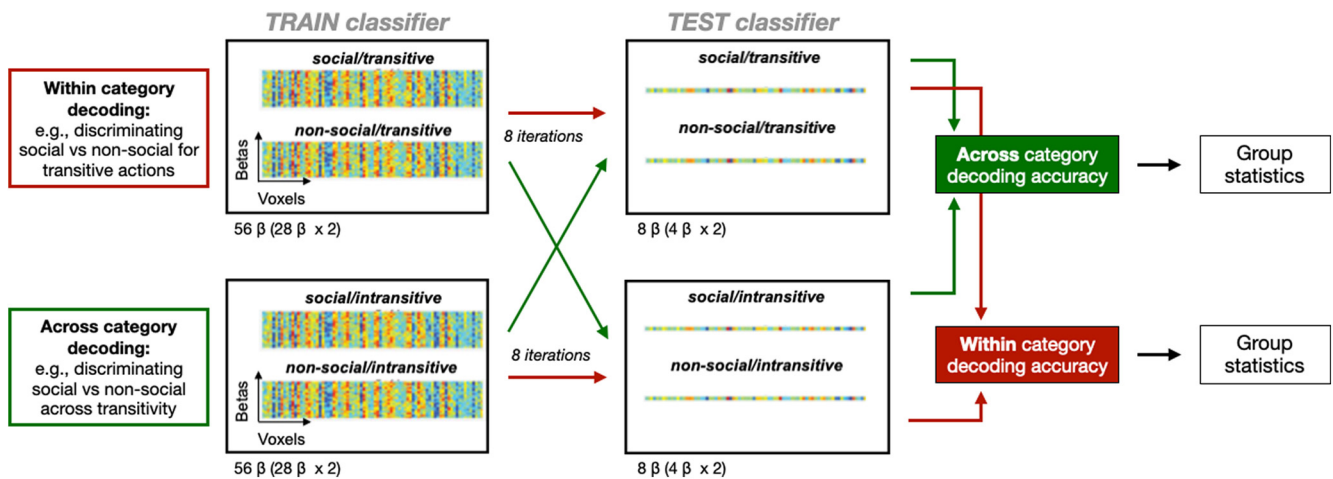 TRAIN classifier
TEST classifier
Within category
decoding:
e.g., discriminating
social vs non-social for
transitive actions
social/transitive
non-social/transitive
Betas
Voxels
56 β (28 β x 2)
8 iterations
social/transitive
non-social/transitive
8 β (4 β x 2)
Across category
decoding accuracy
Group
statistics
Across category
decoding:
e.g., discriminating
social vs non-social
across transitivity
social/intransitive
non-social/intransitive
Betas
Voxels
56 β (28 β x 2)
8 iterations
social/intransitive
non-social/intransitive
8 β (4 β x 2)
Within category
decoding accuracy
Group
statistics